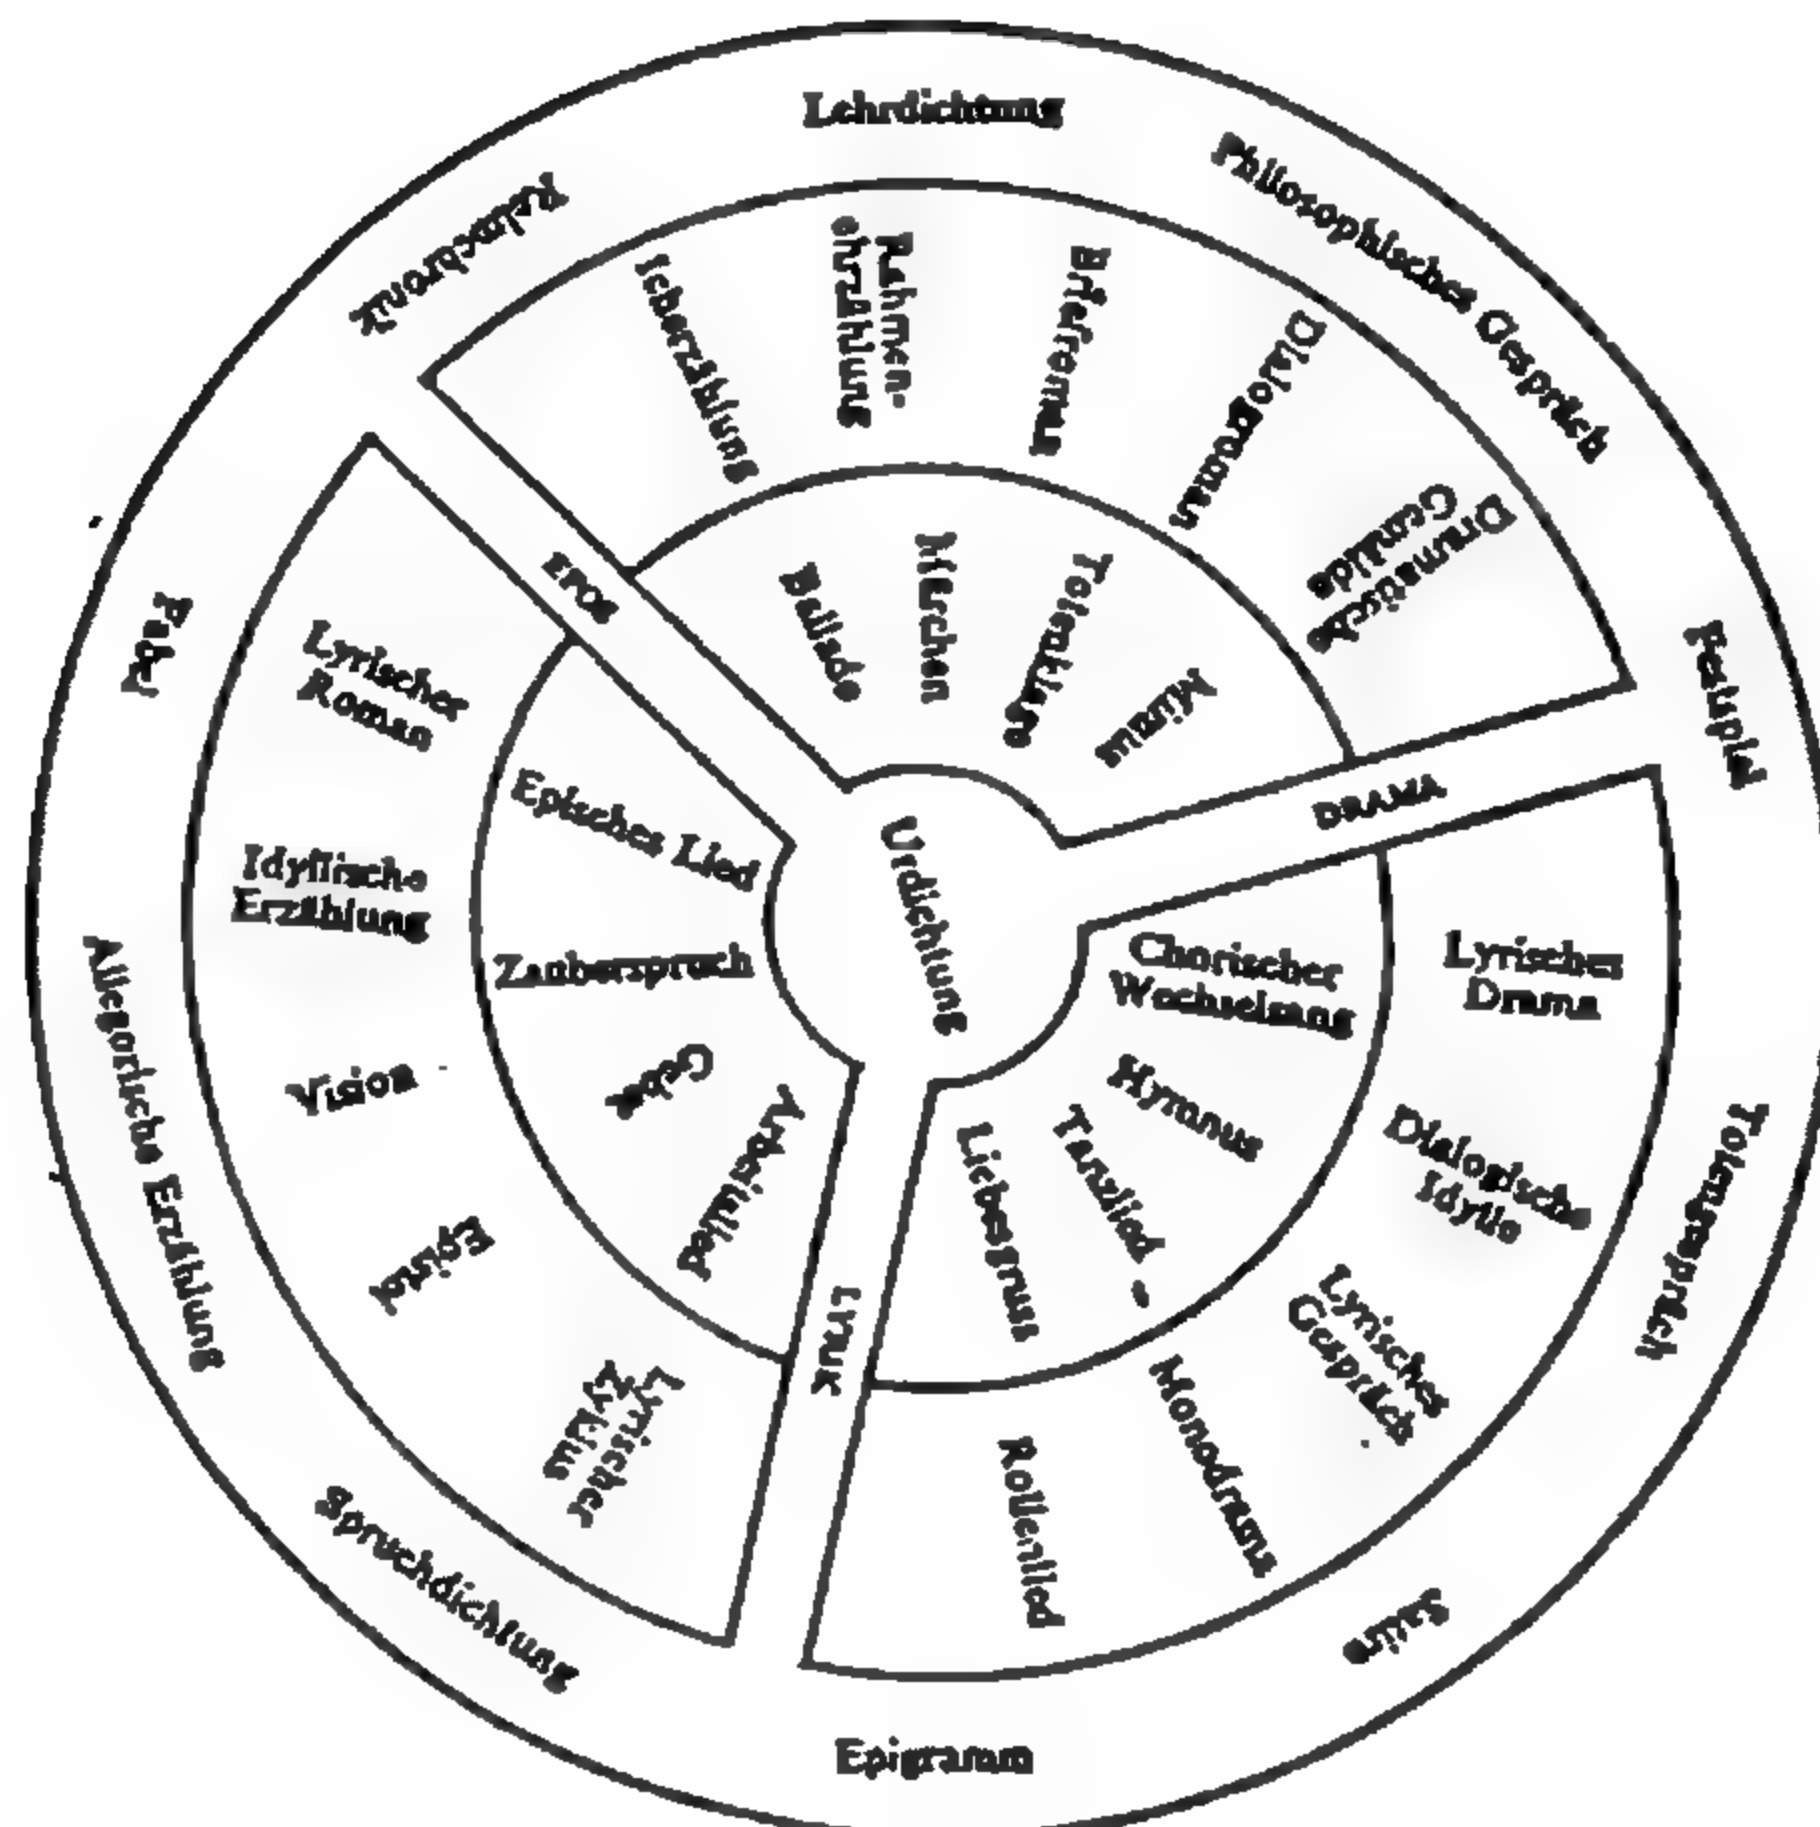 Lehrdichtung
Philosophisches Gespräch
Festspiel
Totengespräch
Satire
Epigramm
Spruchdichtung
Allegorische Erzählung
Fabel
Reimchronik
Icherzählung
Rahmen-
erzählung
Briefroman
Dialogroman
Dramatische
Gemälde
Ballade
Märchen
Totenklage
Mimus
EPOS
DRAMA
LYRIK
Urdichtung
Lyrischer
Roman
Idyllische
Erzählung
Vision
Epistel
Lyrischer
Zyklus
Episches Lied
Zauberspruch
Gebet
Arbeitslied
Chorischer
Wechselsang
Hymnus
Tanzlied
Liebesgruss
Lyrisches
Drama
Dialogische
Idylle
Lyrisches
Gespräch
Monodrama
Rollenlied